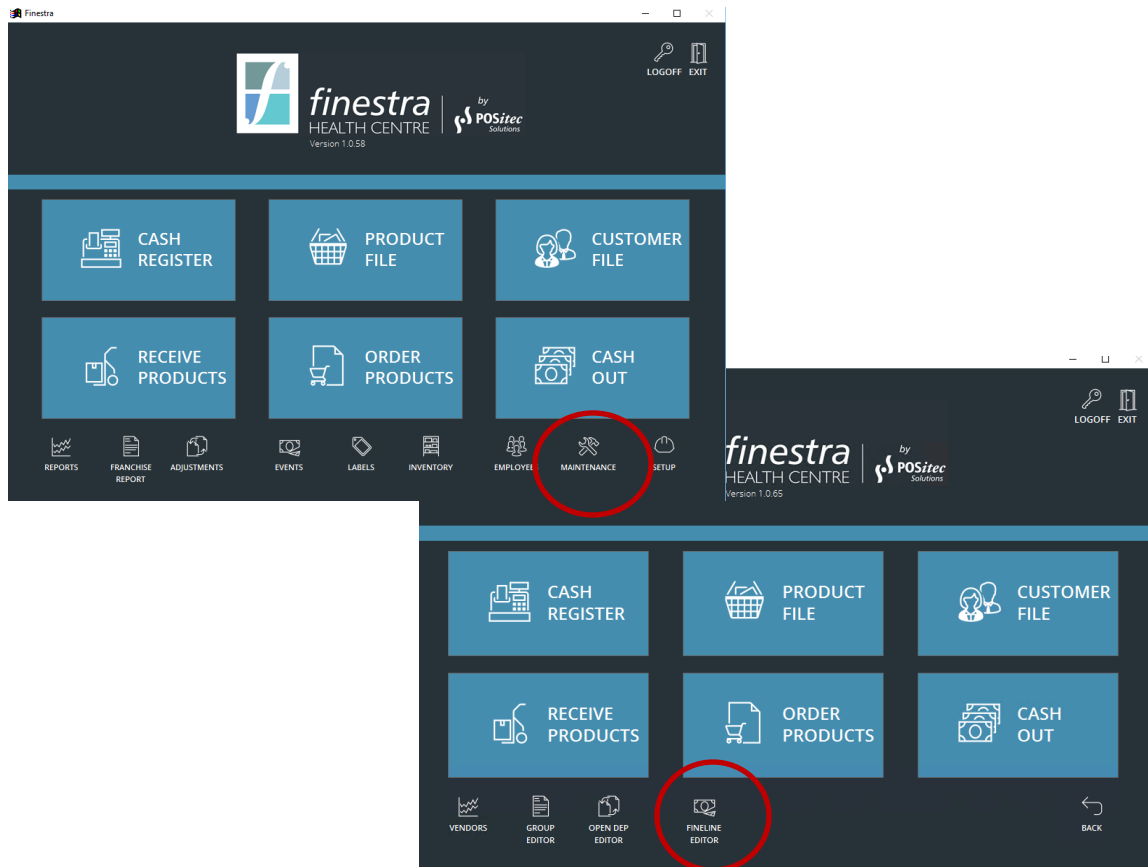 Finestra
LOGOFF EXIT
f
finestra
HEALTH CENTRE
by
POSitec
Solutions
Version 1.0.58
CASH
REGISTER
PRODUCT
FILE
CUSTOMER
FILE
RECEIVE
PRODUCTS
ORDER
PRODUCTS
CASH
OUT
REPORTS
FRANCHISE
REPORT
ADJUSTMENTS
EVENTS
LABELS
INVENTORY
EMPLOYEES
MAINTENANCE
SETUP
LOGOFF EXIT
finestra
HEALTH CENTRE
by
POSitec
Solutions
Version 1.0.65
CASH
REGISTER
PRODUCT
FILE
CUSTOMER
FILE
RECEIVE
PRODUCTS
ORDER
PRODUCTS
CASH
OUT
VENDORS
GROUP
EDITOR
OPEN DEP
EDITOR
FINELINE
EDITOR
BACK